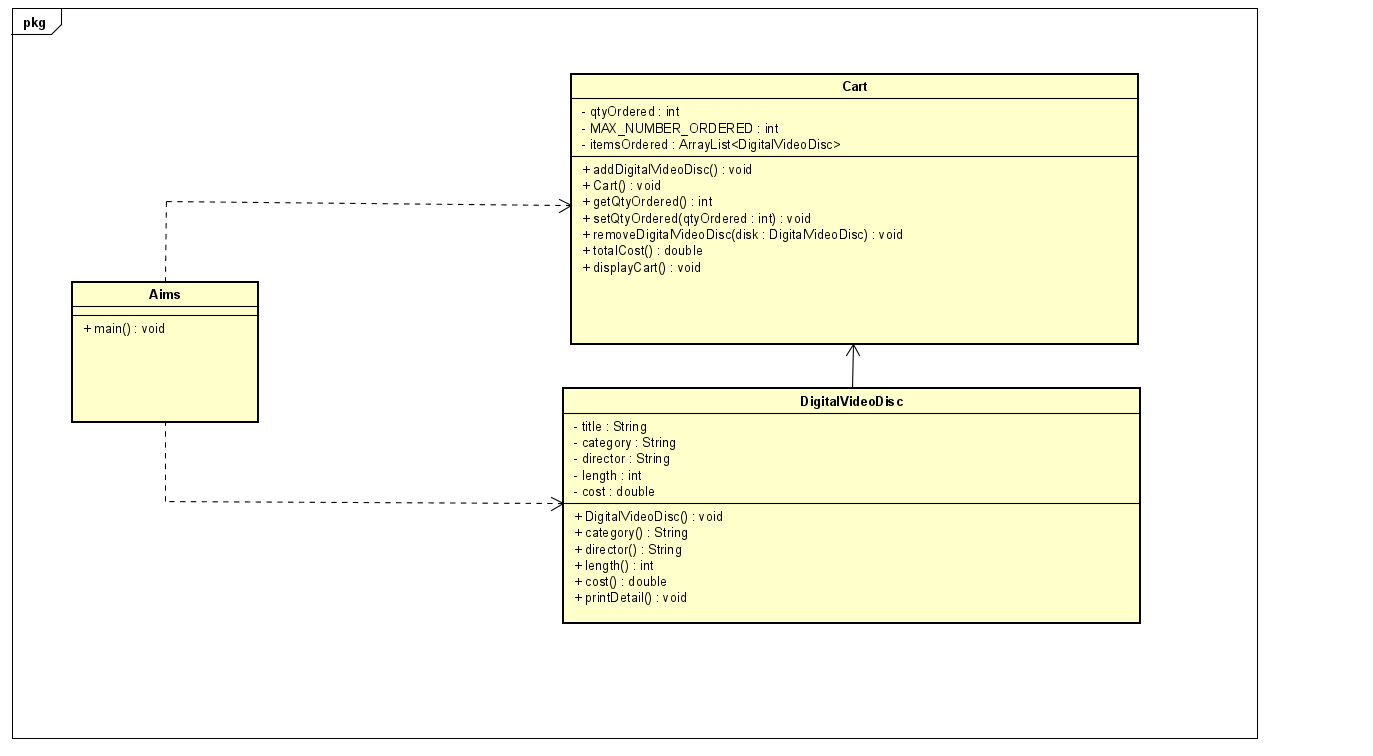 pkg
Cart
- qtyOrdered : int
- MAX_NUMBER_ORDERED : int
- itemsOrdered : ArrayList<DigitalVideoDisc>
+ addDigitalVideoDisc() : void
+ Cart() : void
+ getQtyOrdered() : int
+ setQtyOrdered(qtyOrdered : int) : void
+ removeDigitalVideoDisc(disk : DigitalVideoDisc) : void
+ totalCost() : double
+ displayCart() : void
Aims
+ main() : void
DigitalVideoDisc
- title : String
- category : String
- director : String
- length : int
- cost : double
+ DigitalVideoDisc() : void
+ category() : String
+ director() : String
+ length() : int
+ cost() : double
+ printDetail() : void